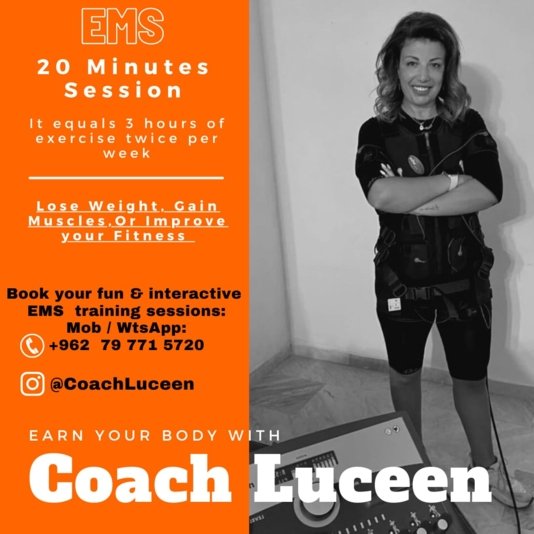 EMS
20 Minutes
Session
It equals 3 hours of
exercise twice per
week
Lose Weight, Gain
Muscles,Or Improve
your Fitness
Book your fun & interactive
EMS training sessions:
Mob / WtsApp:
+962 79 771 5720
@CoachLuceen
EARN YOUR BODY WITH
Coach Luceen